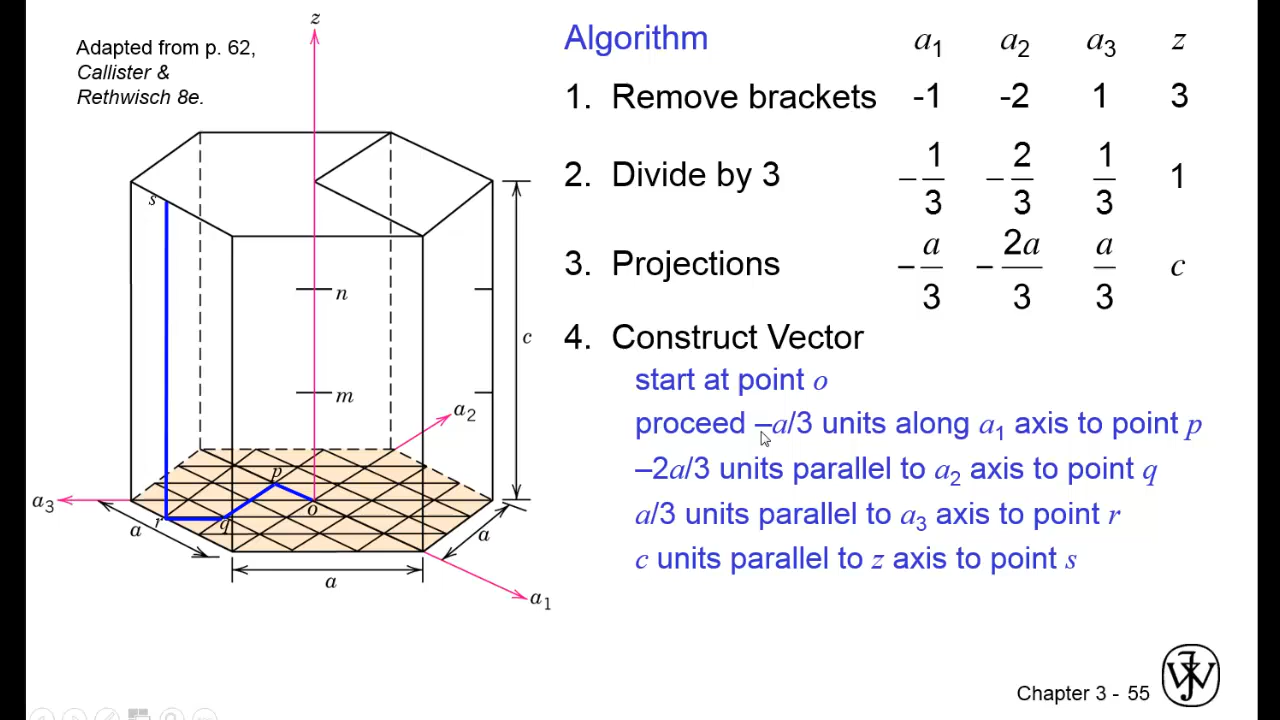 Adapted from p. 62,
Callister &
Rethwisch 8e.
z
s
n
m
c
a₂
a₃
p
o
r
q
a
a
a
a₁
Algorithm a₁ a₂ a₃ z
1. Remove brackets -1 -2 1 3
2. Divide by 3 –1/3 –2/3 1/3 1
3. Projections –a/3 –2a/3 a/3 c
4. Construct Vector
start at point o
proceed –a/3 units along a₁ axis to point p
–2a/3 units parallel to a₂ axis to point q
a/3 units parallel to a₃ axis to point r
c units parallel to z axis to point s
Chapter 3 - 55